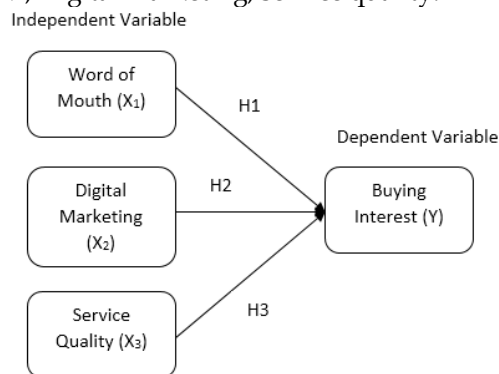 Independent Variable
Word of
Mouth (X₁)
H1
Dependent Variable
Digital
Marketing
(X₂)
H2
Buying
Interest (Y)
Service
Quality (X₃)
H3